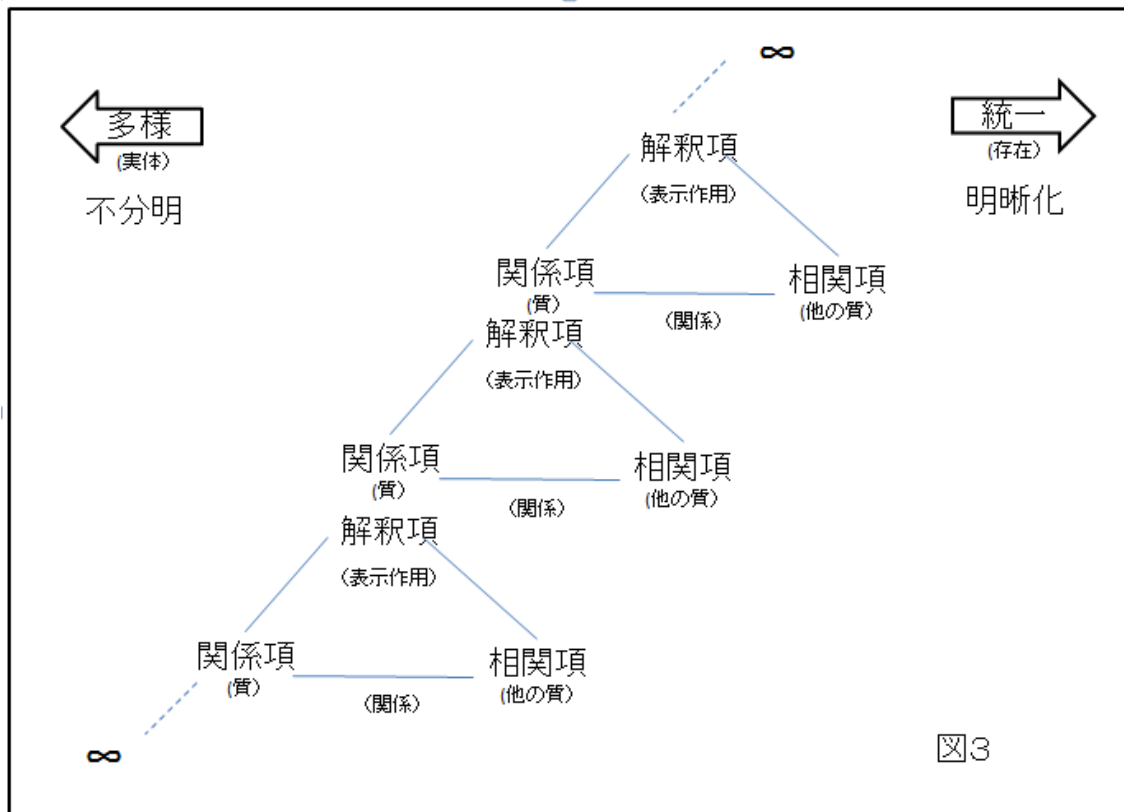 ∞
多様
(実体)
不分明
統一
(存在)
明晰化
解釈項
(表示作用)
関係項
(質)
(関係)
相関項
(他の質)
解釈項
(表示作用)
関係項
(質)
(関係)
相関項
(他の質)
解釈項
(表示作用)
関係項
(質)
(関係)
相関項
(他の質)
∞
図3